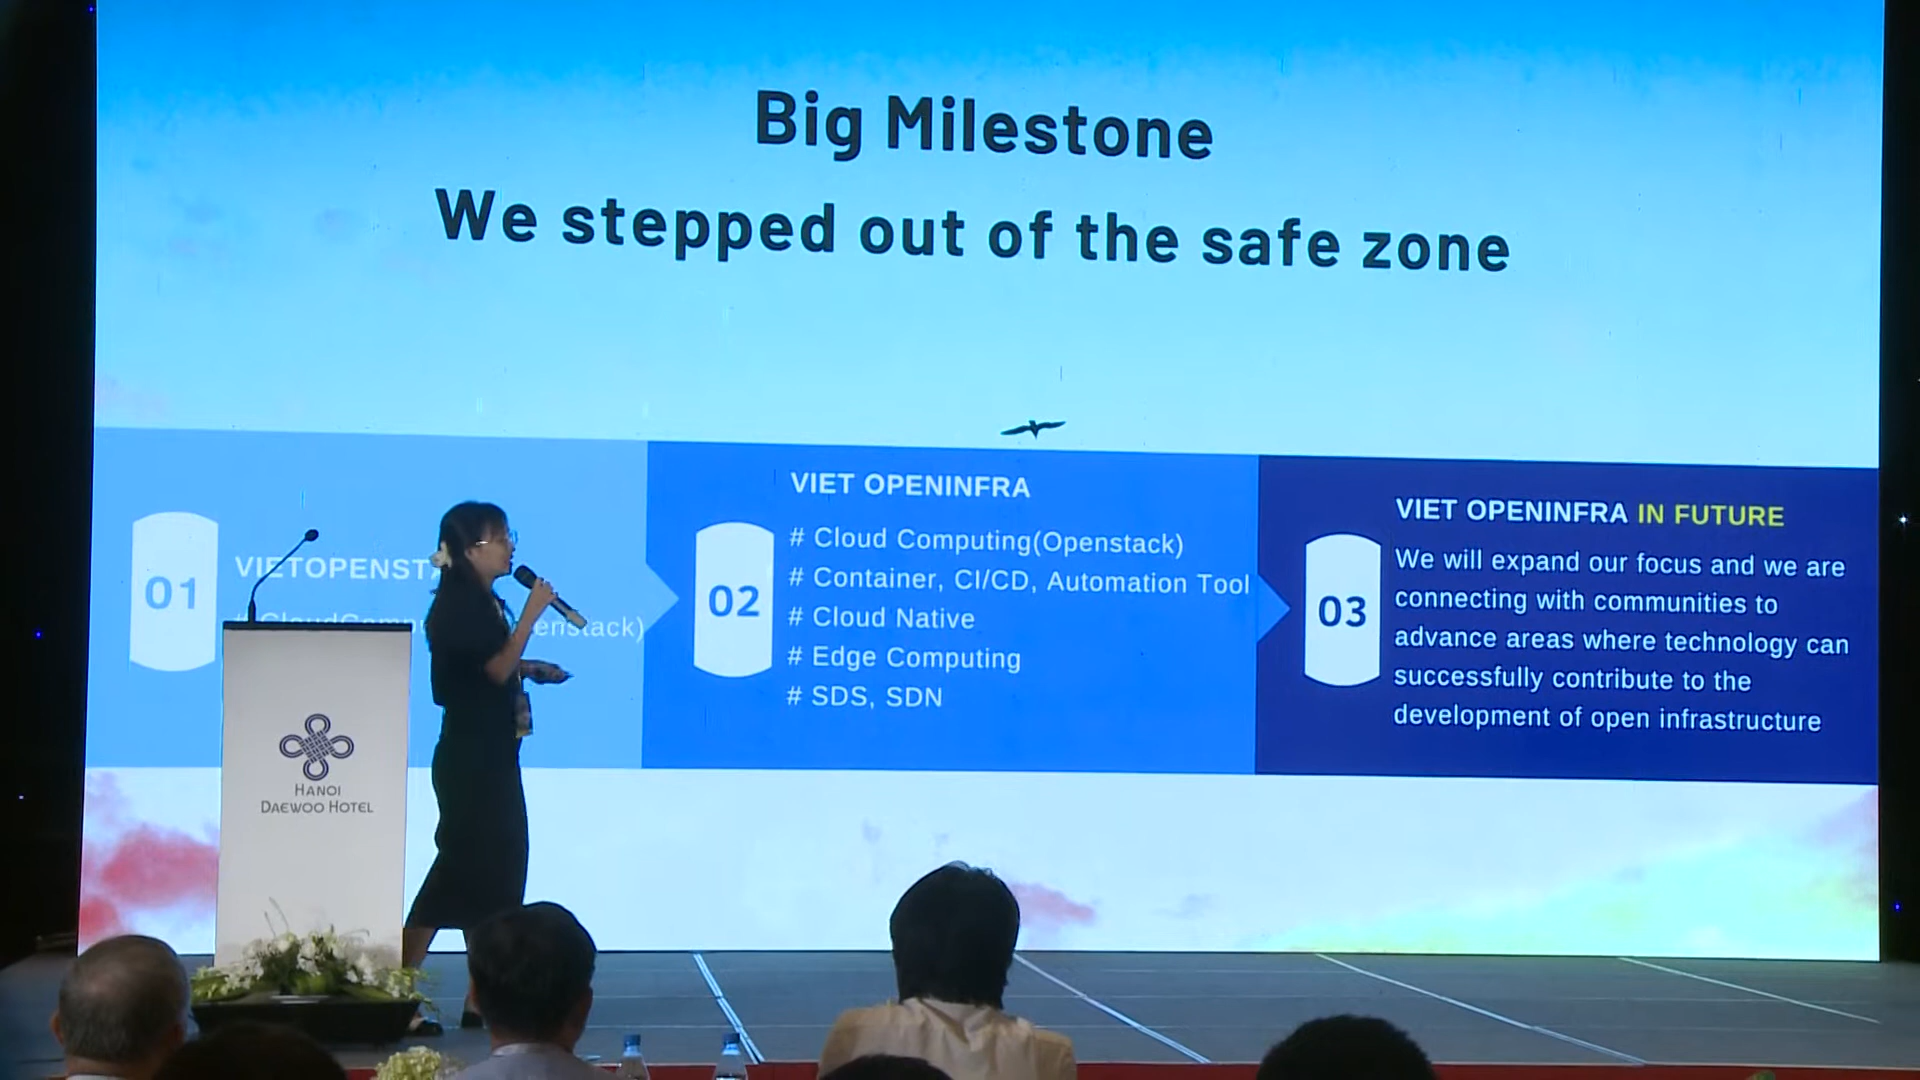 Big Milestone
We stepped out of the safe zone
01
# enstack)
02
VIET OPENINFRA
# Cloud Computing(Openstack)
# Container, CI/CD, Automation Tool
# Cloud Native
# Edge Computing
# SDS, SDN
03
VIET OPENINFRA IN FUTURE
We will expand our focus and we are
connecting with communities to
advance areas where technology can
successfully contribute to the
development of open infrastructure
HANOI
DAEWOO HOTEL